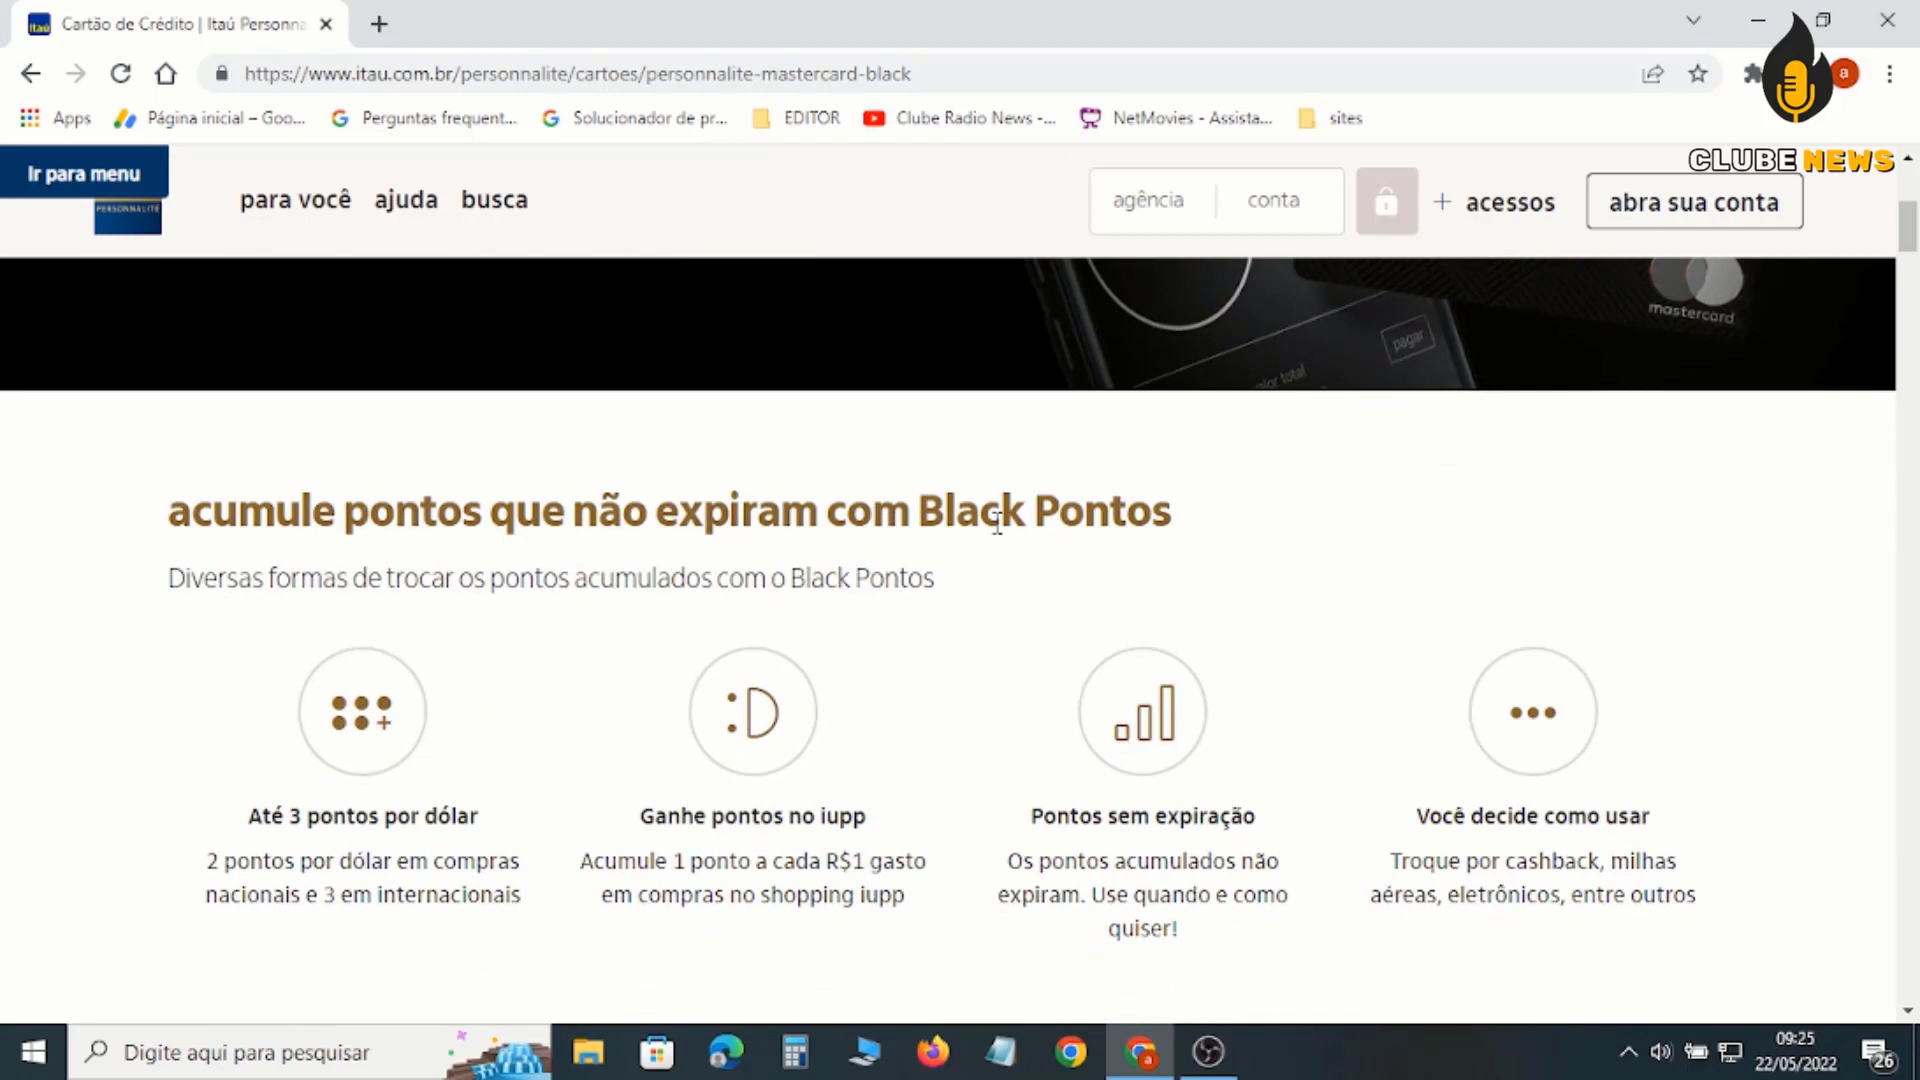 Itaú
Cartão de Crédito | Itaú Personna
https://www.itau.com.br/personnalite/cartoes/personnalite-mastercard-black
a
Apps
Página inicial – Goo...
Perguntas frequent...
Solucionador de pr...
EDITOR
Clube Radio News -...
NetMovies - Assista...
sites
CLUBE NEWS
Ir para menu
PERSONNALITÉ
para você
ajuda
busca
agência
conta
+ acessos
abra sua conta
mastercard
pagar
valor total
acumule pontos que não expiram com Black Pontos
Diversas formas de trocar os pontos acumulados com o Black Pontos
Até 3 pontos por dólar
2 pontos por dólar em compras
nacionais e 3 em internacionais
Ganhe pontos no iupp
Acumule 1 ponto a cada R$1 gasto
em compras no shopping iupp
Pontos sem expiração
Os pontos acumulados não
expiram. Use quando e como
quiser!
Você decide como usar
Troque por cashback, milhas
aéreas, eletrônicos, entre outros
Digite aqui para pesquisar
a
09:25
22/05/2022
26